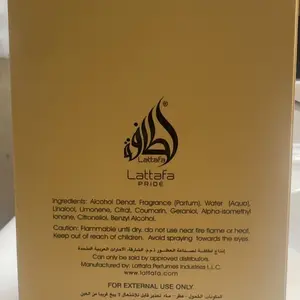 لطافة
Lattafa
®
Lattafa
PRIDE
Ingredients: Alcohol Denat, Fragrance (Parfum), Water (Aqua),
Linalool, Limonene, Citral, Coumarin, Geraniol, Alpha-isomethyl
Ionone, Citronellol, Benzyl Alcohol.
Caution: Flammable until dry, do not use near fire flame or heat.
Keep out of reach of children. Avoid spraying towards the eyes.
الإمارات العربية المتحدة
Can only be sold by approved distributors.
Manufactured by: Lattafa Perfumes Industries L.L.C.
www.lattafa.com
FOR EXTERNAL USE ONLY.